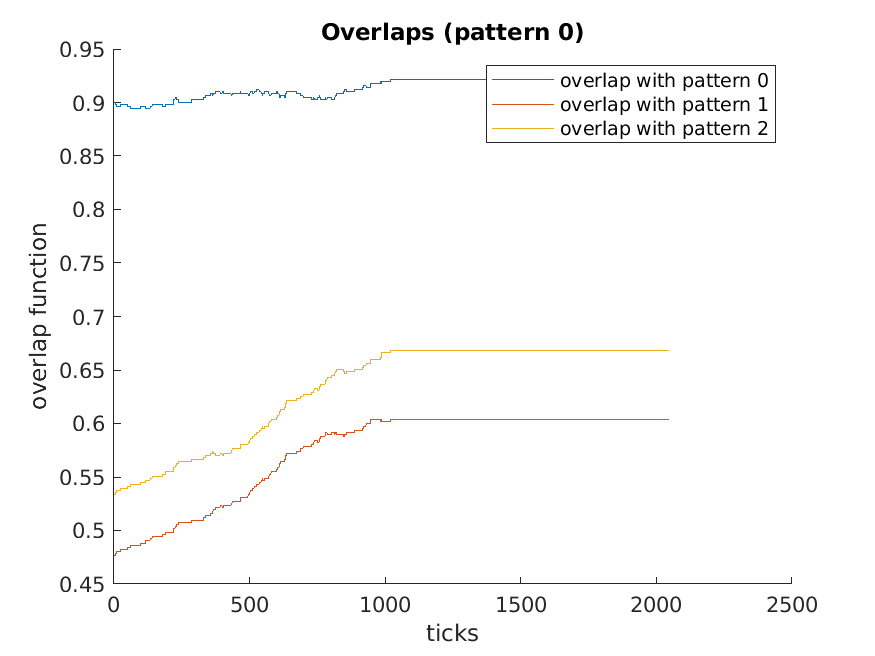 Overlaps (pattern 0)
0.95
0.9
0.85
0.8
0.75
0.7
0.65
0.6
0.55
0.5
0.45
overlap function
overlap with pattern 0
overlap with pattern 1
overlap with pattern 2
0 500 1000 1500 2000 2500
ticks